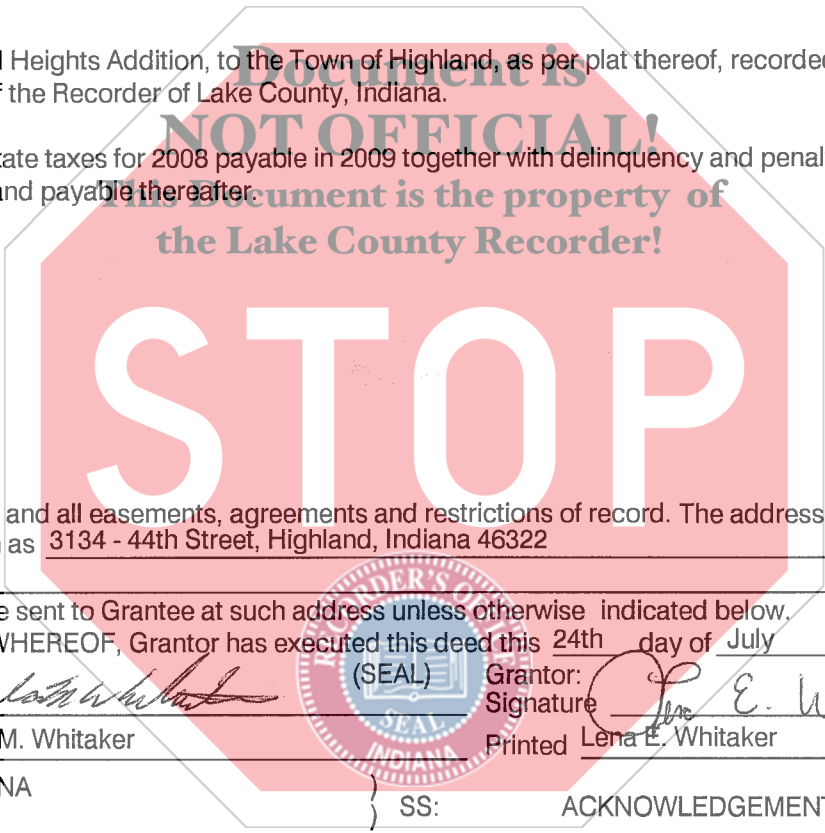 Heights Addition, to the Town of Highland, as per plat thereof, recorded
Document is
the Recorder of Lake County, Indiana.
NOT OFFICIAL!
tate taxes for 2008 payable in 2009 together with delinquency and penal
This Document is the property of
and payable thereafter.
the Lake County Recorder!
STOP
and all easements, agreements and restrictions of record. The address
as 3134 - 44th Street, Highland, Indiana 46322
RECORDER'S OFFICE
e sent to Grantee at such address unless otherwise indicated below.
WHEREOF, Grantor has executed this deed this 24th day of July
(SEAL) Grantor:
Signature Lena E. W
SEAL
M. Whitaker Printed Lena E. Whitaker
INDIANA
NA
SS: ACKNOWLEDGEMENT